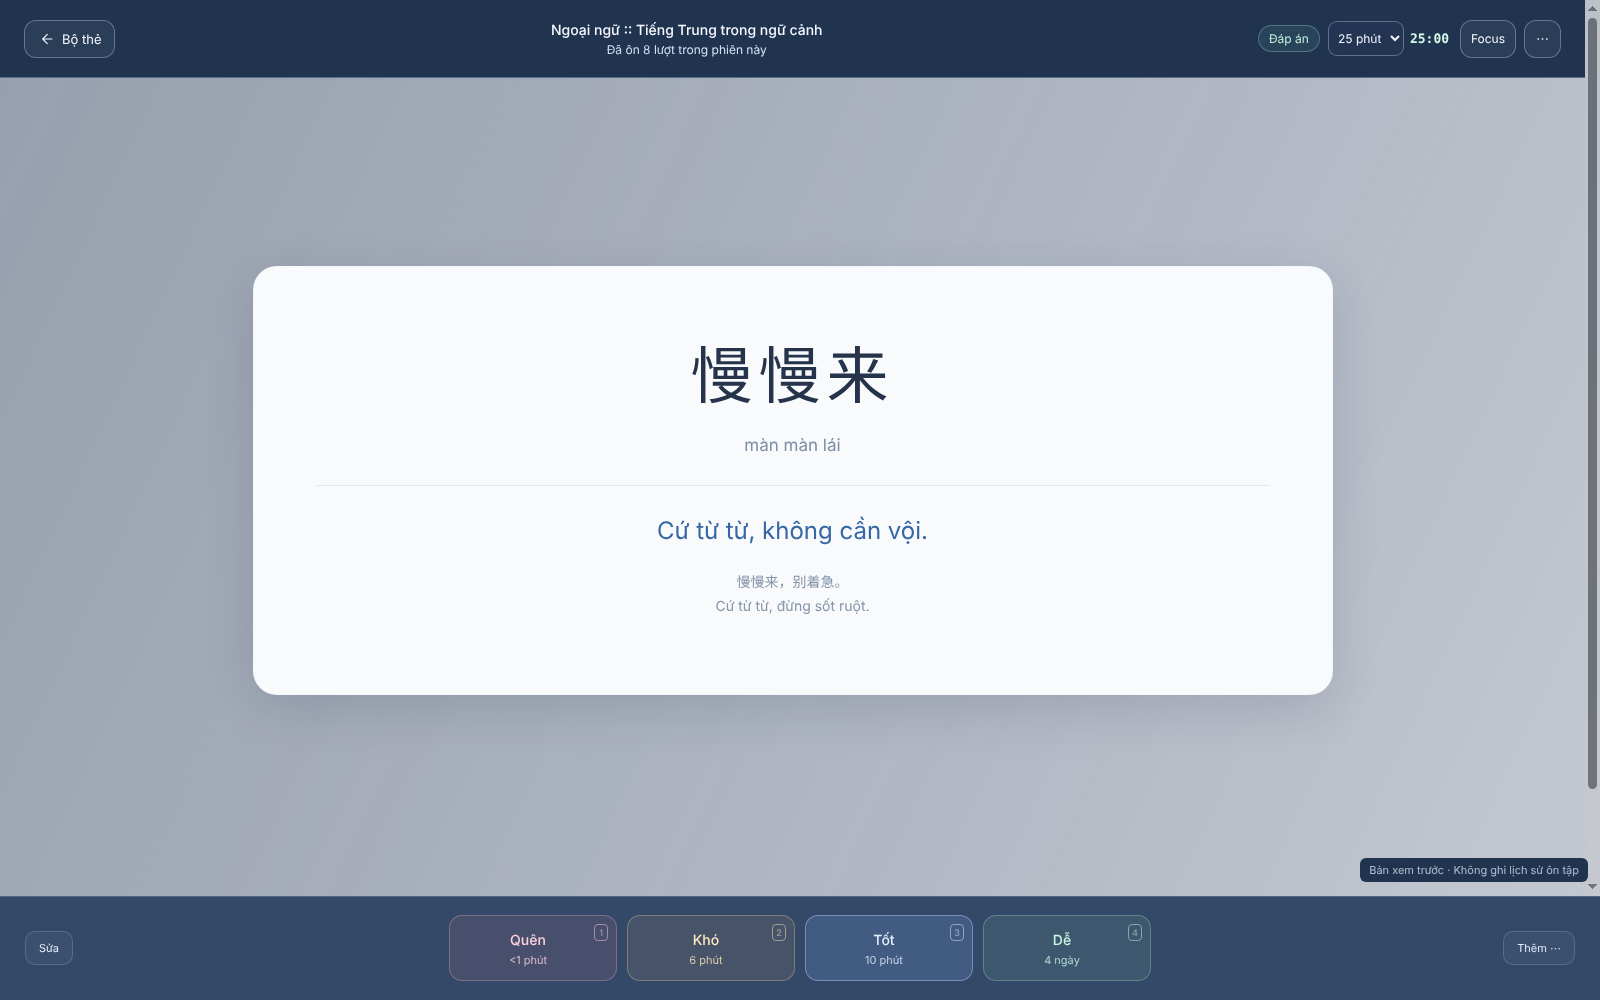 Bộ thẻ
Ngoại ngữ :: Tiếng Trung trong ngữ cảnh
Đã ôn 8 lượt trong phiên này
Đáp án
25 phút
25:00
Focus
···
慢慢来
màn màn lái
Cứ từ từ, không cần vội.
慢慢来，别着急。
Cứ từ từ, đừng sốt ruột.
Bản xem trước · Không ghi lịch sử ôn tập
Sửa
Quên
1
<1 phút
Khó
2
6 phút
Tốt
3
10 phút
Dễ
4
4 ngày
Thêm ···